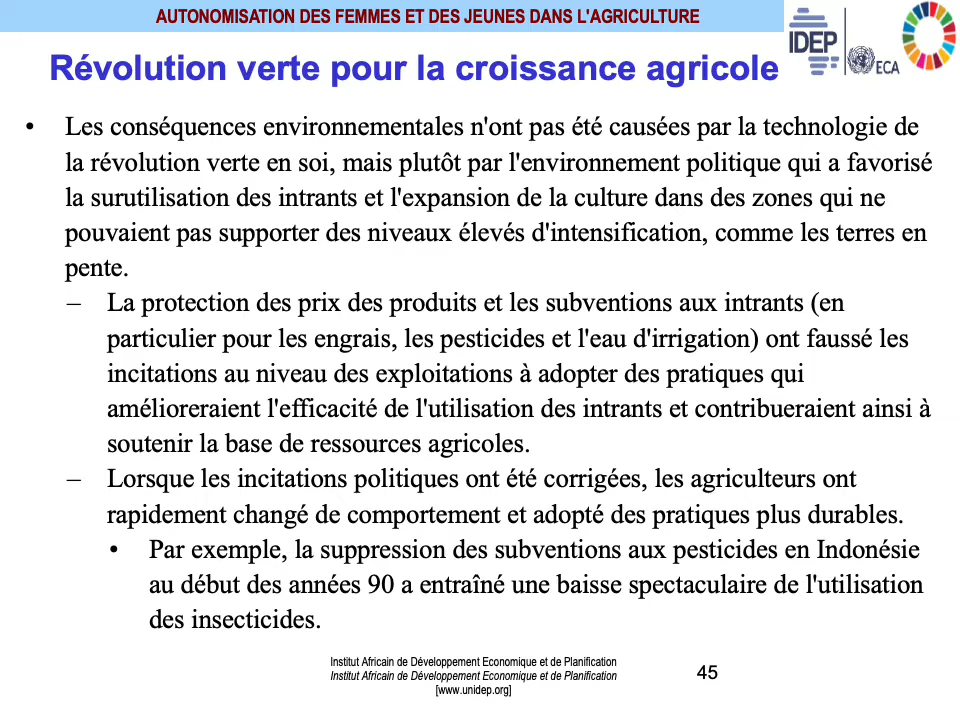 AUTONOMISATION DES FEMMES ET DES JEUNES DANS L'AGRICULTURE
IDEP
ECA
Révolution verte pour la croissance agricole
• Les conséquences environnementales n'ont pas été causées par la technologie de
la révolution verte en soi, mais plutôt par l'environnement politique qui a favorisé
la surutilisation des intrants et l'expansion de la culture dans des zones qui ne
pouvaient pas supporter des niveaux élevés d'intensification, comme les terres en
pente.
– La protection des prix des produits et les subventions aux intrants (en
particulier pour les engrais, les pesticides et l'eau d'irrigation) ont faussé les
incitations au niveau des exploitations à adopter des pratiques qui
amélioreraient l'efficacité de l'utilisation des intrants et contribueraient ainsi à
soutenir la base de ressources agricoles.
– Lorsque les incitations politiques ont été corrigées, les agriculteurs ont
rapidement changé de comportement et adopté des pratiques plus durables.
• Par exemple, la suppression des subventions aux pesticides en Indonésie
au début des années 90 a entraîné une baisse spectaculaire de l'utilisation
des insecticides.
Institut Africain de Développement Economique et de Planification
Institut Africain de Développement Economique et de Planification
[www.unidep.org]
45